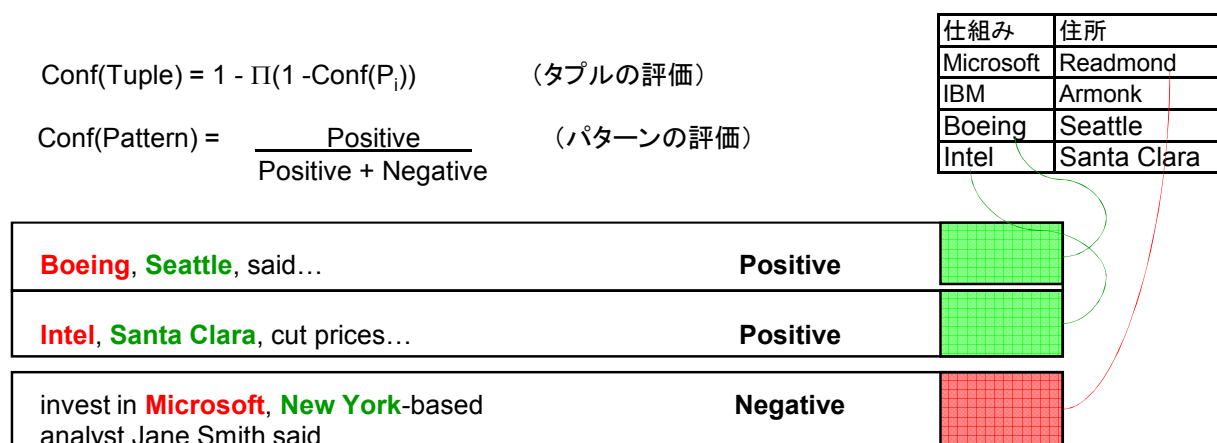 Conf(Tuple) = 1 - Π(1 -Conf(Pi)) （タプルの評価）
Conf(Pattern) = Positive （パターンの評価）
Positive + Negative
仕組み 住所
Microsoft Readmond
IBM Armonk
Boeing Seattle
Intel Santa Clara
Boeing, Seattle, said… Positive
Intel, Santa Clara, cut prices… Positive
invest in Microsoft, New York-based Negative
analyst Jane Smith said